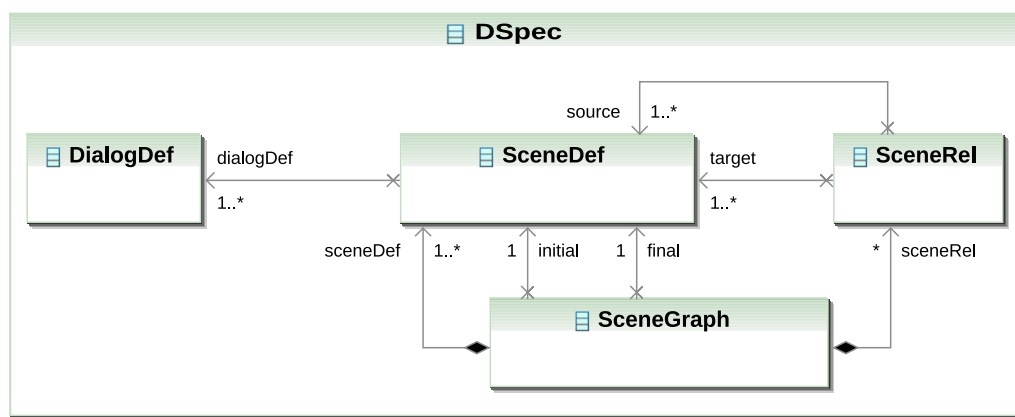 DSpec
source 1..*
DialogDef dialogDef SceneDef target SceneRel
1..* 1..*
sceneDef 1..* 1 initial 1 final * sceneRel
SceneGraph